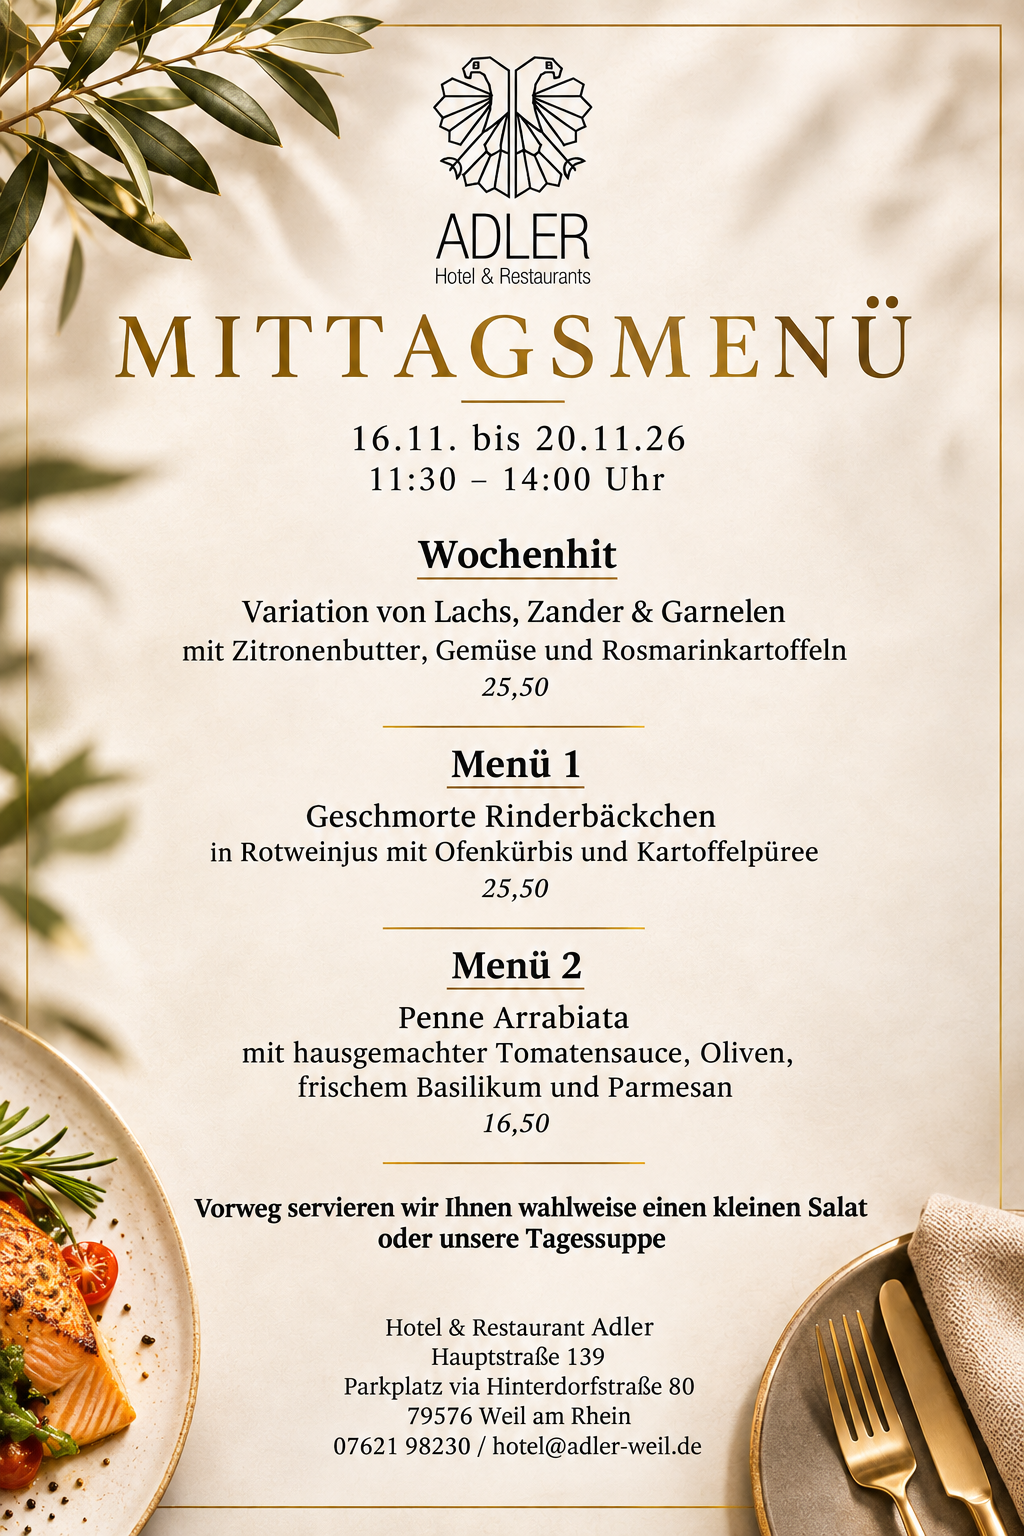 ADLER
Hotel & Restaurants
MITTAGSMENÜ
16.11. bis 20.11.26
11:30 – 14:00 Uhr
Wochenhit
Variation von Lachs, Zander & Garnelen
mit Zitronenbutter, Gemüse und Rosmarinkartoffeln
25,50
Menü 1
Geschmorte Rinderbäckchen
in Rotweinjus mit Ofenkürbis und Kartoffelpüree
25,50
Menü 2
Penne Arrabiata
mit hausgemachter Tomatensauce, Oliven,
frischem Basilikum und Parmesan
16,50
Vorweg servieren wir Ihnen wahlweise einen kleinen Salat
oder unsere Tagessuppe
Hotel & Restaurant Adler
Hauptstraße 139
Parkplatz via Hinterdorfstraße 80
79576 Weil am Rhein
07621 98230 / hotel@adler-weil.de